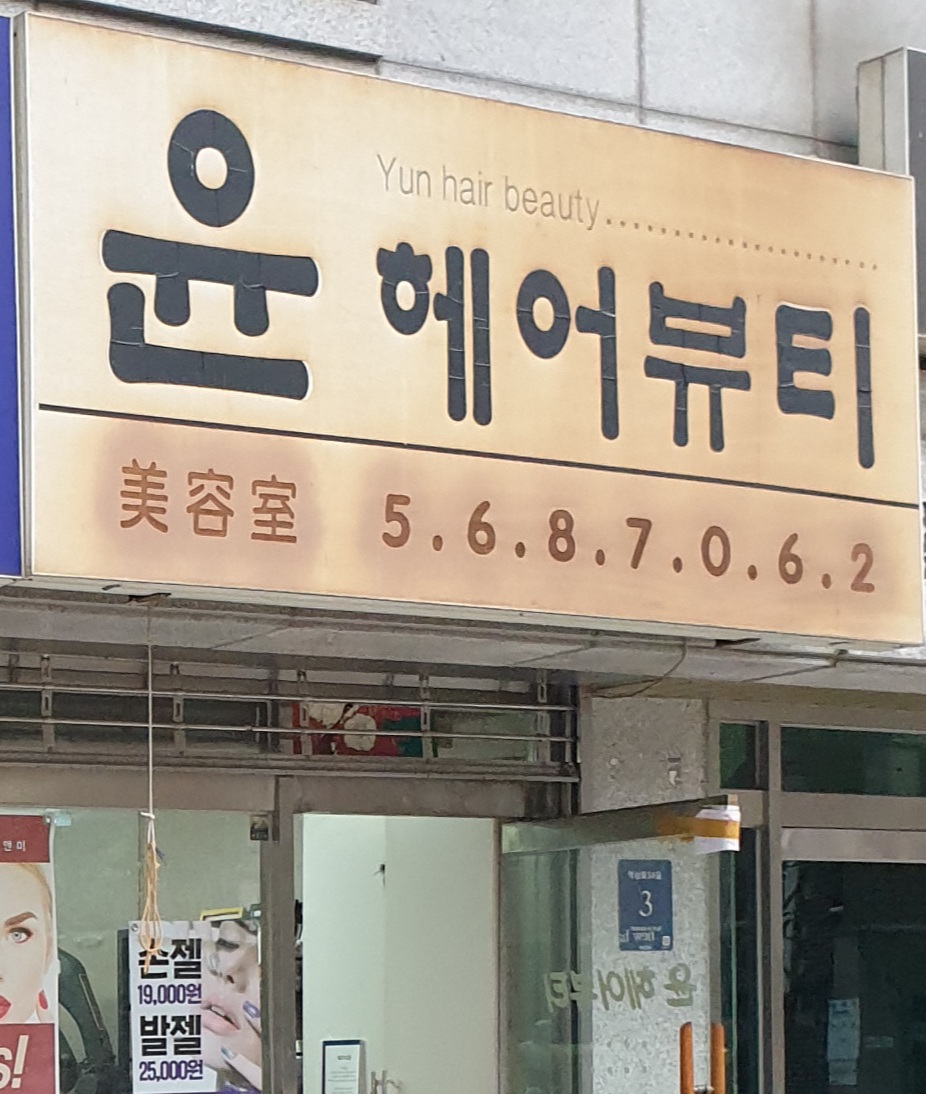 Yun hair beauty
윤 헤어뷰티
美容室 5.6.8.7.0.6.2
앤미
s!
손젤
19,000원
발젤
25,000원
3
윤 헤어뷰티